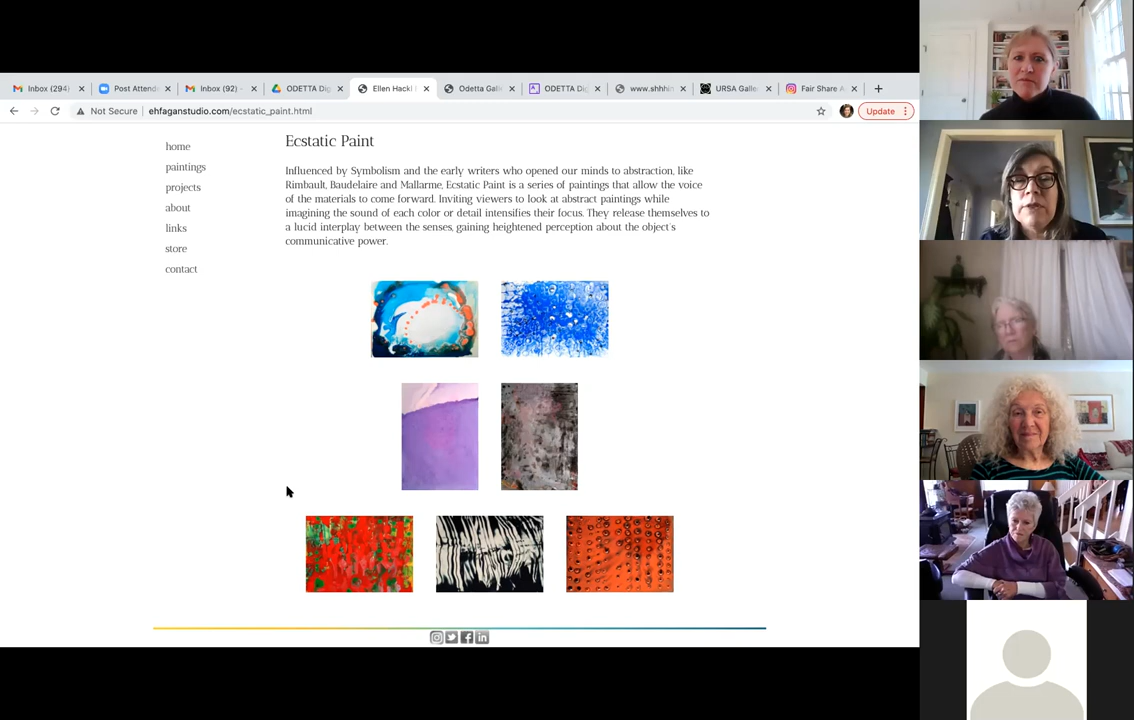 Inbox (294)
Post Attend
Inbox (92) -
ODETTA Dig
Ellen Hackl
Odetta Gall
ODETTA Dig
www.shhhh
URSA Galle
Fair Share A
Not Secure
ehfaganstudio.com/ecstatic_paint.html
Update
home
paintings
projects
about
links
store
contact
Ecstatic Paint
Influenced by Symbolism and the early writers who opened our minds to abstraction, like
Rimbault, Baudelaire and Mallarme, Ecstatic Paint is a series of paintings that allow the voice
of the materials to come forward. Inviting viewers to look at abstract paintings while
imagining the sound of each color or detail intensifies their focus. They release themselves to
a lucid interplay between the senses, gaining heightened perception about the object's
communicative power.